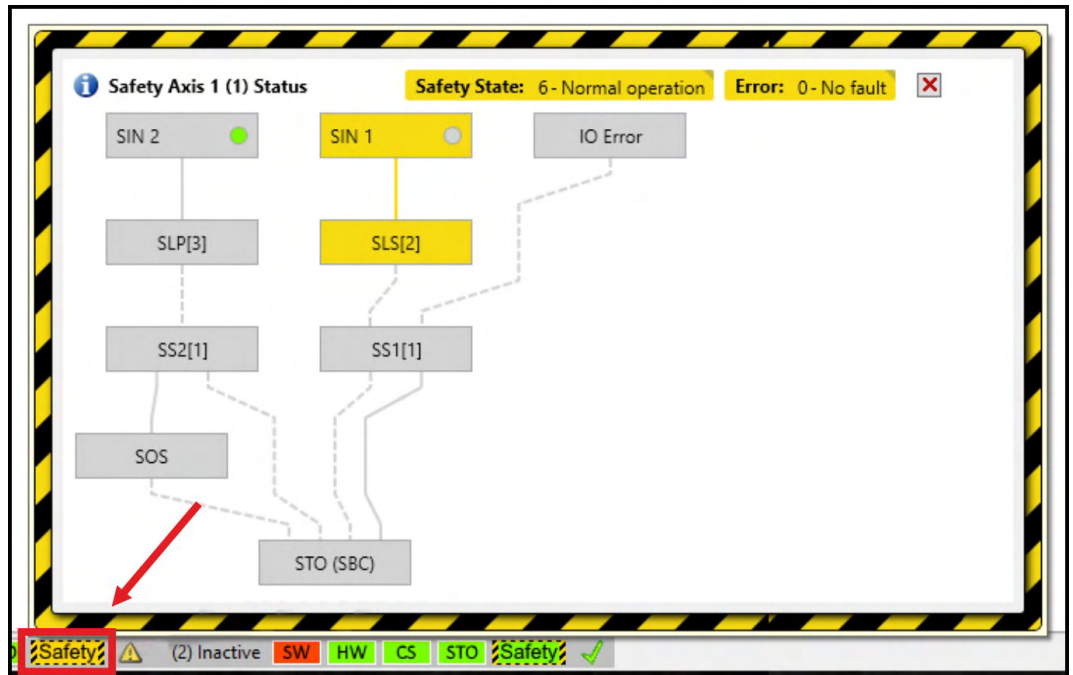 Safety Axis 1 (1) Status Safety State: 6 - Normal operation Error: 0 - No fault
SIN 2 SIN 1 IO Error
SLP[3] SLS[2]
SS2[1] SS1[1]
SOS
STO (SBC)
Safety (2) Inactive SW HW CS STO Safety